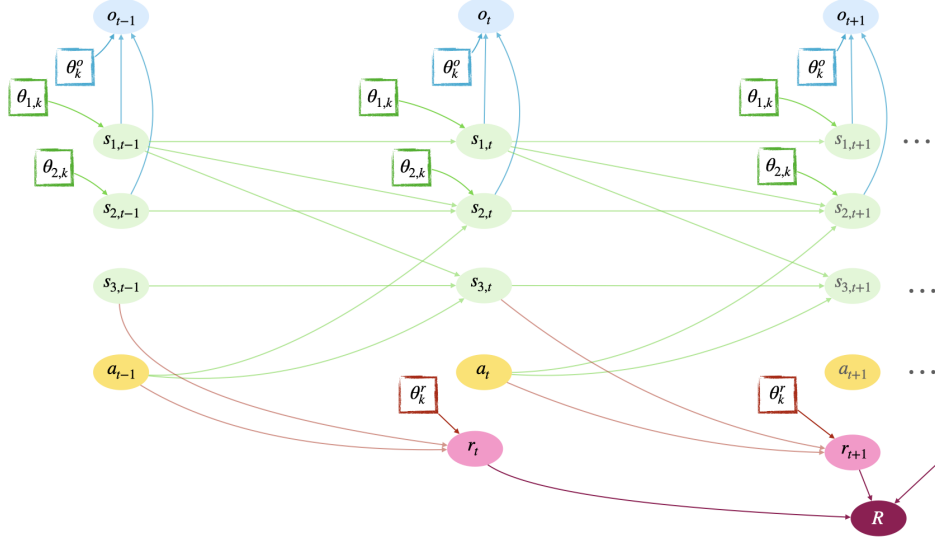 o_{t−1} o_t o_{t+1}
θ_k^o θ_k^o θ_k^o
θ_{1,k} θ_{1,k} θ_{1,k}
s_{1,t−1} s_{1,t} s_{1,t+1} ...
θ_{2,k} θ_{2,k} θ_{2,k}
s_{2,t−1} s_{2,t} s_{2,t+1}
s_{3,t−1} s_{3,t} s_{3,t+1} ...
a_{t−1} a_t a_{t+1} ...
θ_k^r θ_k^r
r_t r_{t+1}
R